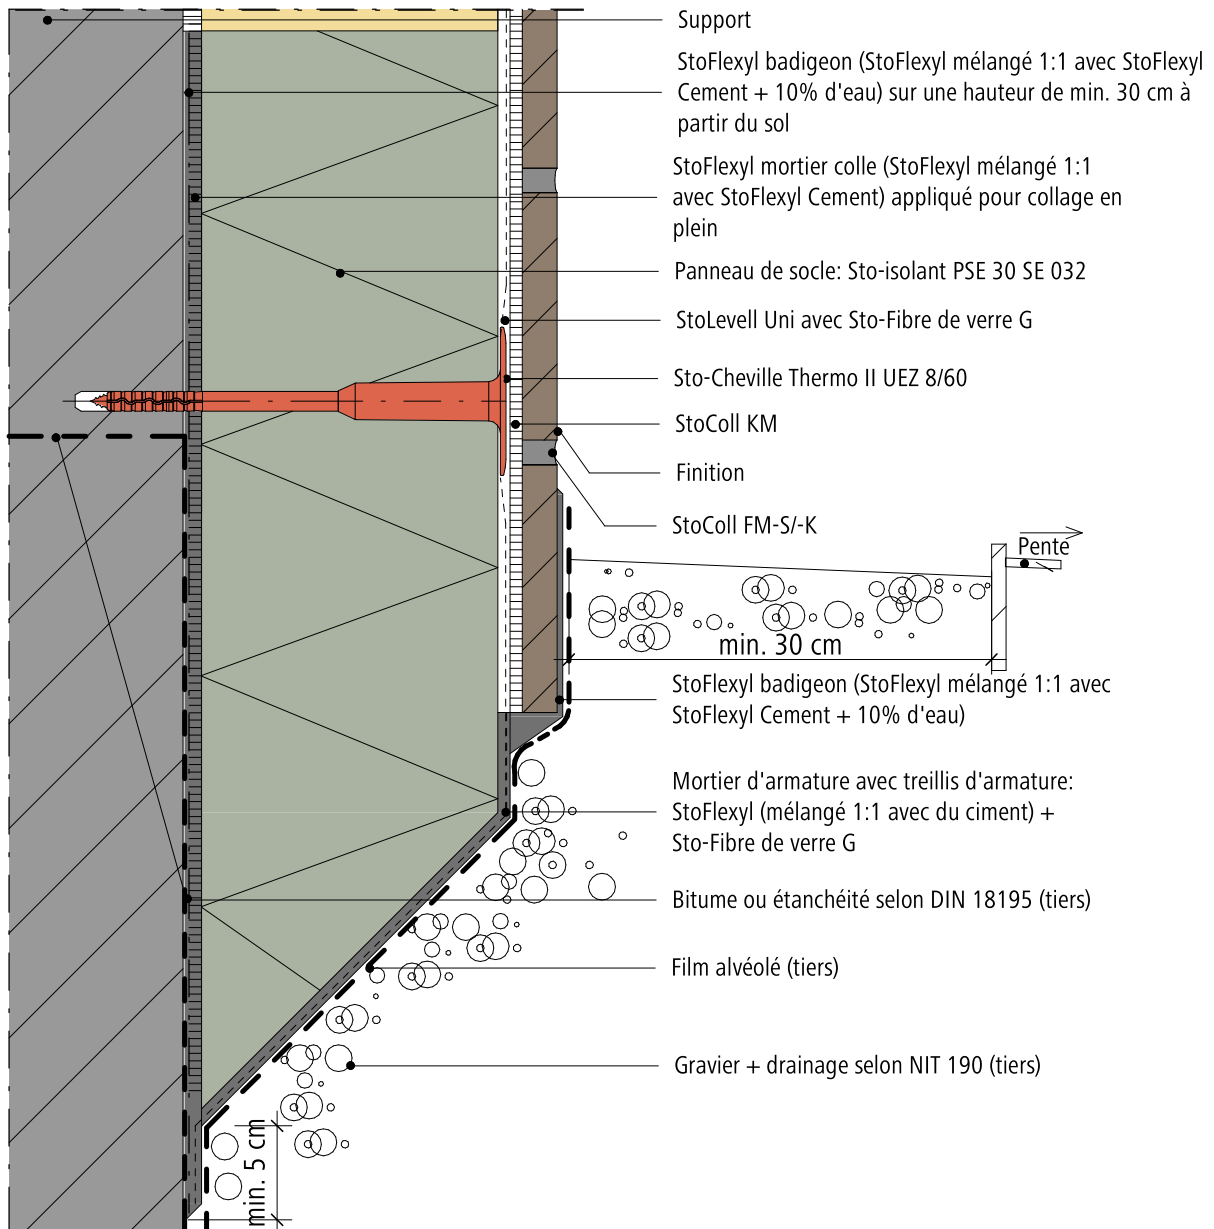 Support
StoFlexyl badigeon (StoFlexyl mélangé 1:1 avec StoFlexyl
Cement + 10% d'eau) sur une hauteur de min. 30 cm à
partir du sol
StoFlexyl mortier colle (StoFlexyl mélangé 1:1
avec StoFlexyl Cement) appliqué pour collage en
plein
Panneau de socle: Sto-isolant PSE 30 SE 032
StoLevell Uni avec Sto-Fibre de verre G
Sto-Cheville Thermo II UEZ 8/60
StoColl KM
Finition
StoColl FM-S/-K
Pente
min. 30 cm
StoFlexyl badigeon (StoFlexyl mélangé 1:1 avec
StoFlexyl Cement + 10% d'eau)
Mortier d'armature avec treillis d'armature:
StoFlexyl (mélangé 1:1 avec du ciment) +
Sto-Fibre de verre G
Bitume ou étanchéité selon DIN 18195 (tiers)
Film alvéolé (tiers)
Gravier + drainage selon NIT 190 (tiers)
min. 5 cm